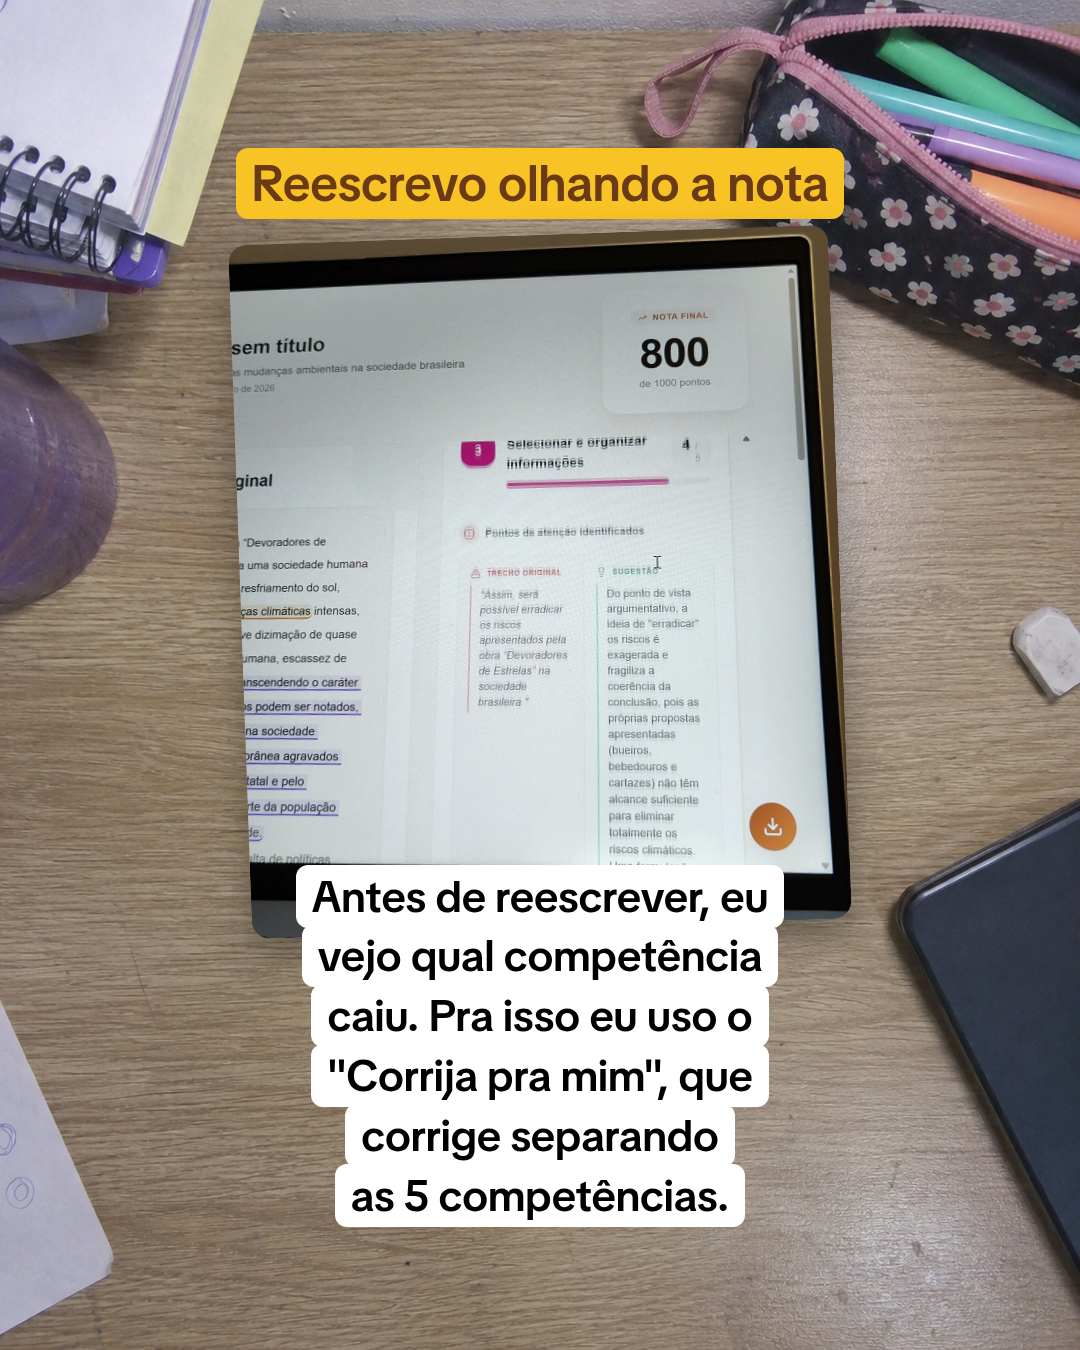 Reescrevo olhando a nota
NOTA FINAL
800
de 1000 pontos
sem título
mudanças ambientais na sociedade brasileira
de 2026
3
Selecionar e organizar
informações
4
Pontos de atenção identificados
TRECHO ORIGINAL
"Assim, será
possível erradicar
os riscos
apresentados pela
obra "Devoradores
de Estrelas" na
sociedade
brasileira."
SUGESTÃO
Do ponto de vista
argumentativo, a
ideia de "erradicar"
os riscos é
exagerada e
fragiliza a
coerência da
conclusão, pois as
próprias propostas
apresentadas
(bueiros,
bebedouros e
cartazes) não têm
alcance suficiente
para eliminar
totalmente os
riscos climáticos.
ginal
"Devoradores de
a uma sociedade humana
resfriamento do sol,
ças climáticas intensas,
ve dizimação de quase
umana, escassez de
anscendendo o caráter
os podem ser notados,
na sociedade
orânea agravados
tatal e pelo
rte da população
de.
alta de políticas
Antes de reescrever, eu
vejo qual competência
caiu. Pra isso eu uso o
"Corrija pra mim", que
corrige separando
as 5 competências.